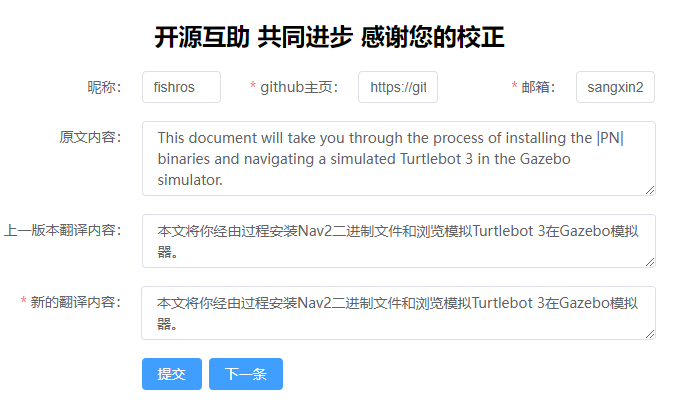 开源互助 共同进步 感谢您的校正
昵称： fishros * github主页： https://git * 邮箱： sangxin2
原文内容： This document will take you through the process of installing the |PN|
binaries and navigating a simulated Turtlebot 3 in the Gazebo
simulator.
上一版本翻译内容： 本文将你经由过程安装Nav2二进制文件和浏览模拟Turtlebot 3在Gazebo模拟
器。
* 新的翻译内容： 本文将你经由过程安装Nav2二进制文件和浏览模拟Turtlebot 3在Gazebo模拟
器。
提交 下一条